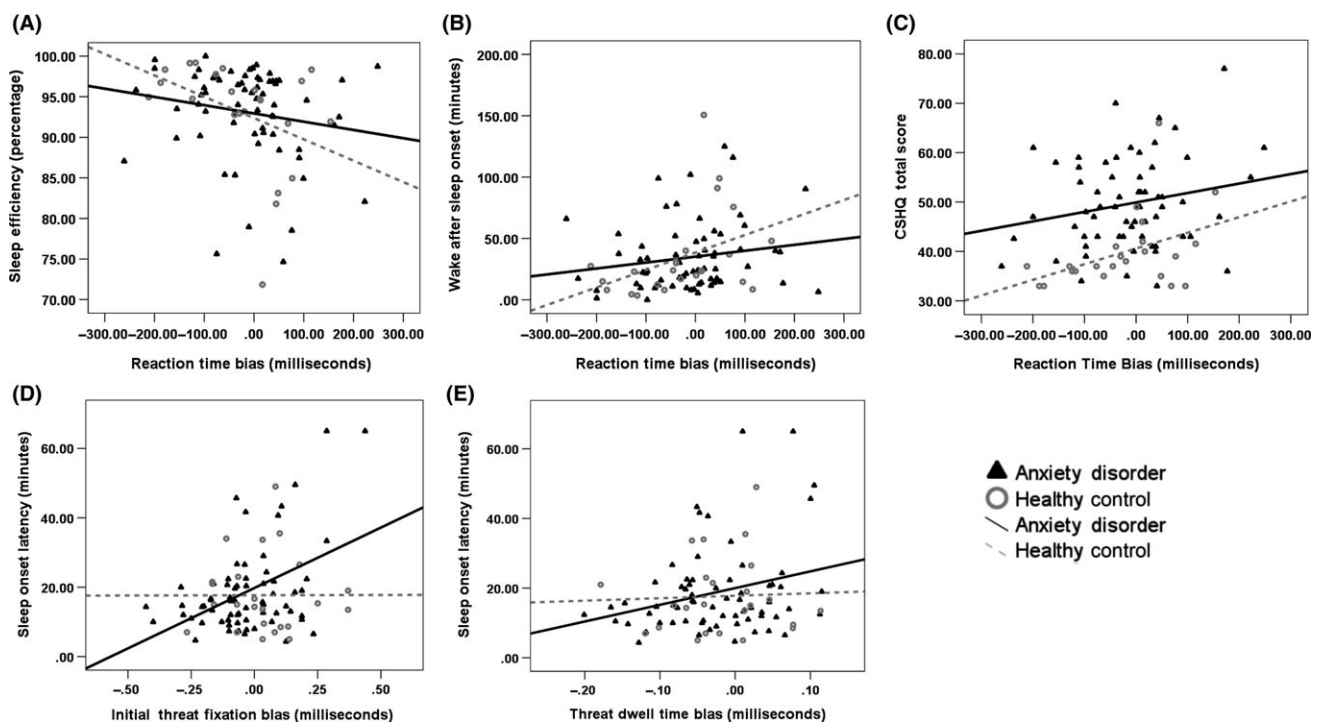 (A)
100.00
95.00
90.00
85.00
80.00
75.00
70.00
Sleep efficiency (percentage)
−300.00 −200.00 −100.00 .00 100.00 200.00 300.00
Reaction time bias (milliseconds)
(B)
200.00
150.00
100.00
50.00
.00
Wake after sleep onset (minutes)
−300.00 −200.00 −100.00 .00 100.00 200.00 300.00
Reaction time bias (milliseconds)
(C)
80.00
70.00
60.00
50.00
40.00
30.00
CSHQ total score
−300.00 −200.00 −100.00 .00 100.00 200.00 300.00
Reaction Time Bias (milliseconds)
(D)
60.00
40.00
20.00
.00
Sleep onset latency (minutes)
−.50 −.25 .00 .25 .50
Initial threat fixation bias (milliseconds)
(E)
60.00
40.00
20.00
.00
Sleep onset latency (minutes)
−.20 −.10 .00 .10
Threat dwell time bias (milliseconds)
Anxiety disorder
Healthy control
Anxiety disorder
Healthy control